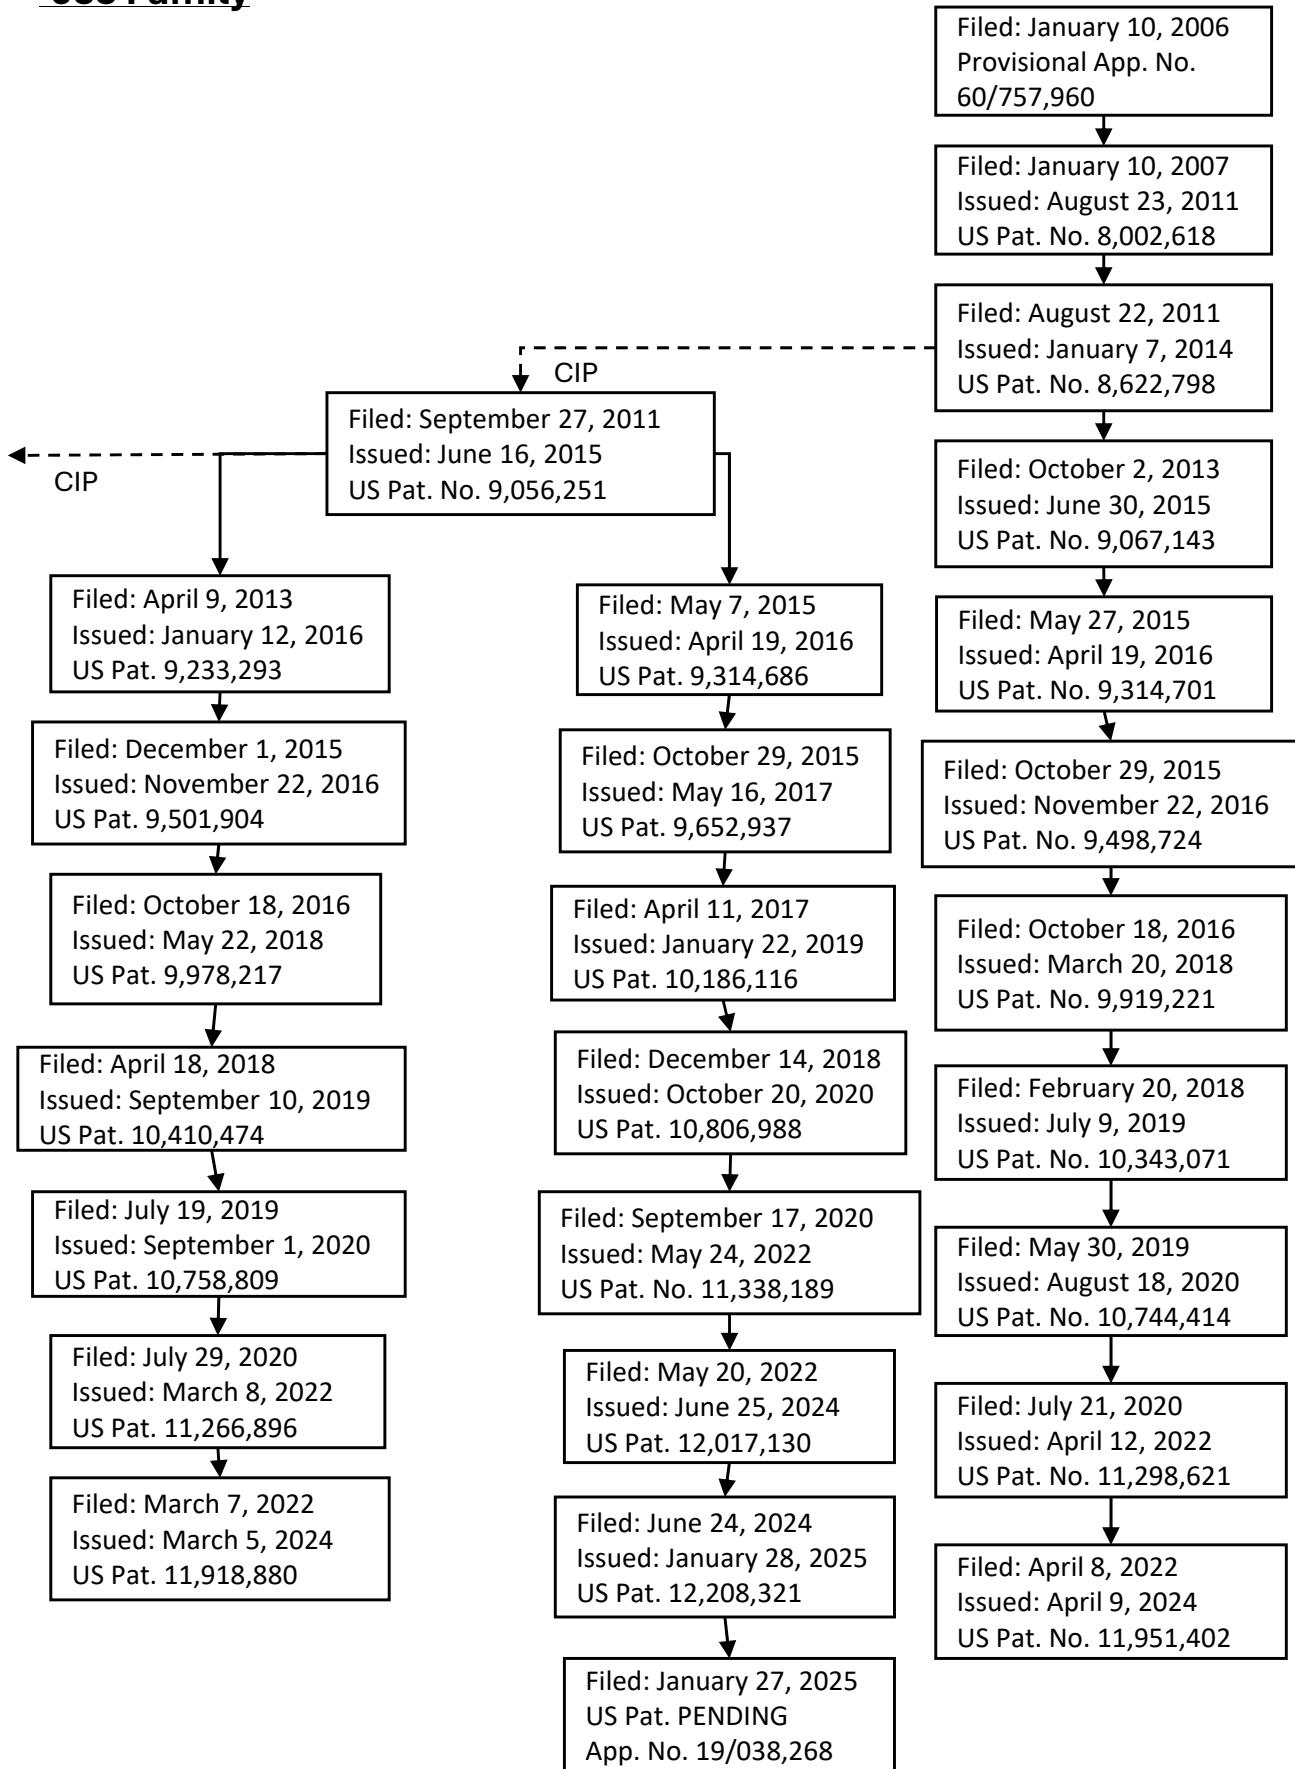 Family
Filed: January 10, 2006
Provisional App. No.
60/757,960
Filed: January 10, 2007
Issued: August 23, 2011
US Pat. No. 8,002,618
Filed: August 22, 2011
Issued: January 7, 2014
US Pat. No. 8,622,798
CIP
Filed: September 27, 2011
Issued: June 16, 2015
US Pat. No. 9,056,251
CIP
Filed: October 2, 2013
Issued: June 30, 2015
US Pat. No. 9,067,143
Filed: April 9, 2013
Issued: January 12, 2016
US Pat. 9,233,293
Filed: December 1, 2015
Issued: November 22, 2016
US Pat. 9,501,904
Filed: October 18, 2016
Issued: May 22, 2018
US Pat. 9,978,217
Filed: April 18, 2018
Issued: September 10, 2019
US Pat. 10,410,474
Filed: July 19, 2019
Issued: September 1, 2020
US Pat. 10,758,809
Filed: July 29, 2020
Issued: March 8, 2022
US Pat. 11,266,896
Filed: March 7, 2022
Issued: March 5, 2024
US Pat. 11,918,880
Filed: May 7, 2015
Issued: April 19, 2016
US Pat. 9,314,686
Filed: October 29, 2015
Issued: May 16, 2017
US Pat. 9,652,937
Filed: April 11, 2017
Issued: January 22, 2019
US Pat. 10,186,116
Filed: December 14, 2018
Issued: October 20, 2020
US Pat. 10,806,988
Filed: September 17, 2020
Issued: May 24, 2022
US Pat. No. 11,338,189
Filed: May 20, 2022
Issued: June 25, 2024
US Pat. 12,017,130
Filed: June 24, 2024
Issued: January 28, 2025
US Pat. 12,208,321
Filed: January 27, 2025
US Pat. PENDING
App. No. 19/038,268
Filed: May 27, 2015
Issued: April 19, 2016
US Pat. No. 9,314,701
Filed: October 29, 2015
Issued: November 22, 2016
US Pat. No. 9,498,724
Filed: October 18, 2016
Issued: March 20, 2018
US Pat. No. 9,919,221
Filed: February 20, 2018
Issued: July 9, 2019
US Pat. No. 10,343,071
Filed: May 30, 2019
Issued: August 18, 2020
US Pat. No. 10,744,414
Filed: July 21, 2020
Issued: April 12, 2022
US Pat. No. 11,298,621
Filed: April 8, 2022
Issued: April 9, 2024
US Pat. No. 11,951,402